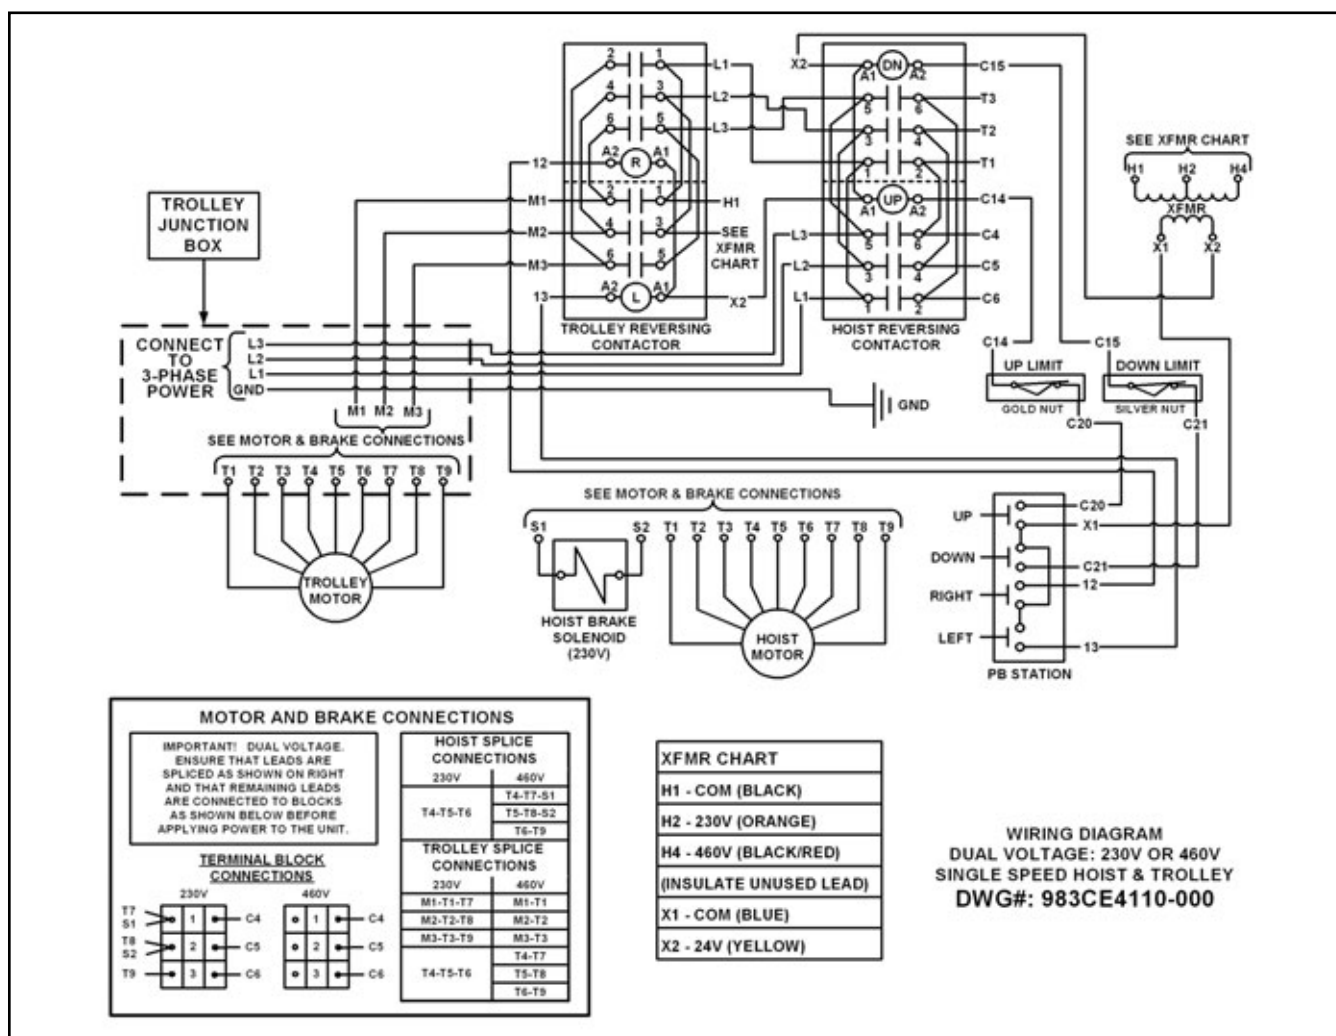 2 1 L1
4 3 L2
6 5 L3
12 A2 R A1
M1 2 1 H1
M2 4 3 SEE
XFMR
CHART
M3 6 5
13 A2 L A1 X2
TROLLEY REVERSING
CONTACTOR
X2 A1 DN A2 C15
5 6 T3
3 4 T2
1 2 T1
A1 UP A2 C14
L3 5 6 C4
L2 3 4 C5
L1 1 2 C6
HOIST REVERSING
CONTACTOR
SEE XFMR CHART
H1 H2 H4
XFMR
X1 X2
TROLLEY
JUNCTION
BOX
CONNECT
TO
3-PHASE
POWER
L3
L2
L1
GND
M1 M2 M3
SEE MOTOR & BRAKE CONNECTIONS
T1 T2 T3 T4 T5 T6 T7 T8 T9
TROLLEY
MOTOR
GND
C14 C15
UP LIMIT
GOLD NUT
C20
DOWN LIMIT
SILVER NUT
C21
SEE MOTOR & BRAKE CONNECTIONS
S1 S2 T1 T2 T3 T4 T5 T6 T7 T8 T9
HOIST BRAKE
SOLENOID
(230V)
HOIST
MOTOR
UP C20
X1
DOWN C21
RIGHT 12
LEFT 13
PB STATION
MOTOR AND BRAKE CONNECTIONS
IMPORTANT! DUAL VOLTAGE.
ENSURE THAT LEADS ARE
SPLICED AS SHOWN ON RIGHT
AND THAT REMAINING LEADS
ARE CONNECTED TO BLOCKS
AS SHOWN BELOW BEFORE
APPLYING POWER TO THE UNIT.
TERMINAL BLOCK
CONNECTIONS
230V 460V
T7
S1 1 C4 1 C4
T8
S2 2 C5 2 C5
T9 3 C6 3 C6
HOIST SPLICE
CONNECTIONS
230V 460V
T4-T5-T6
T4-T7-S1
T5-T8-S2
T6-T9
TROLLEY SPLICE
CONNECTIONS
230V 460V
M1-T1-T7 M1-T1
M2-T2-T8 M2-T2
M3-T3-T9 M3-T3
T4-T5-T6
T4-T7
T5-T8
T6-T9
XFMR CHART
H1 - COM (BLACK)
H2 - 230V (ORANGE)
H4 - 460V (BLACK/RED)
(INSULATE UNUSED LEAD)
X1 - COM (BLUE)
X2 - 24V (YELLOW)
WIRING DIAGRAM
DUAL VOLTAGE: 230V OR 460V
SINGLE SPEED HOIST & TROLLEY
DWG#: 983CE4110-000